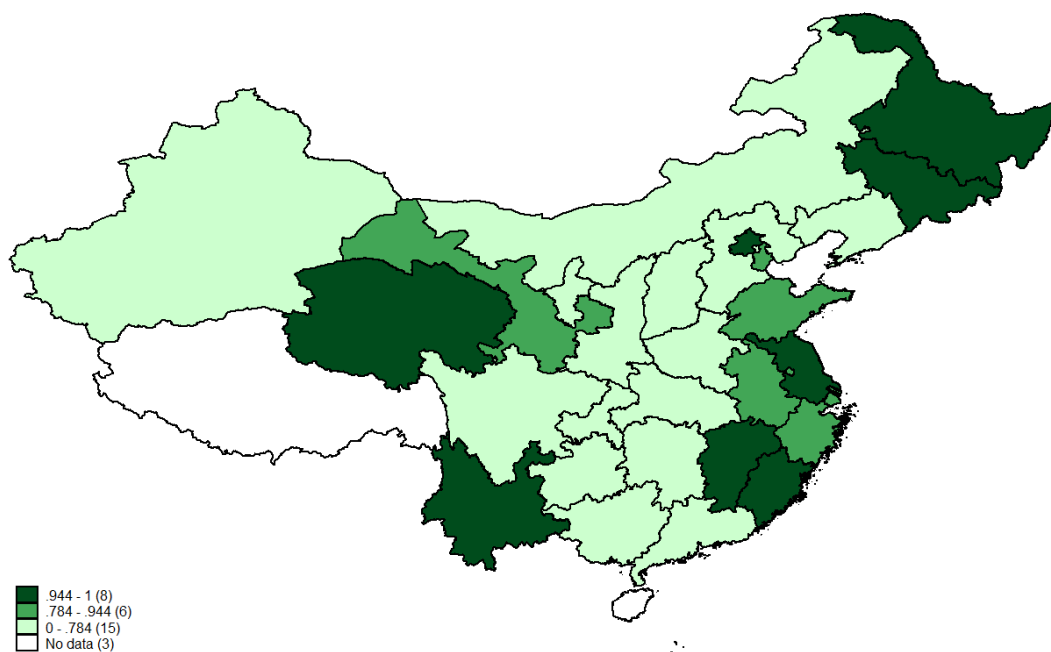 .944 - 1 (8)
.784 - .944 (6)
0 - .784 (15)
No data (3)